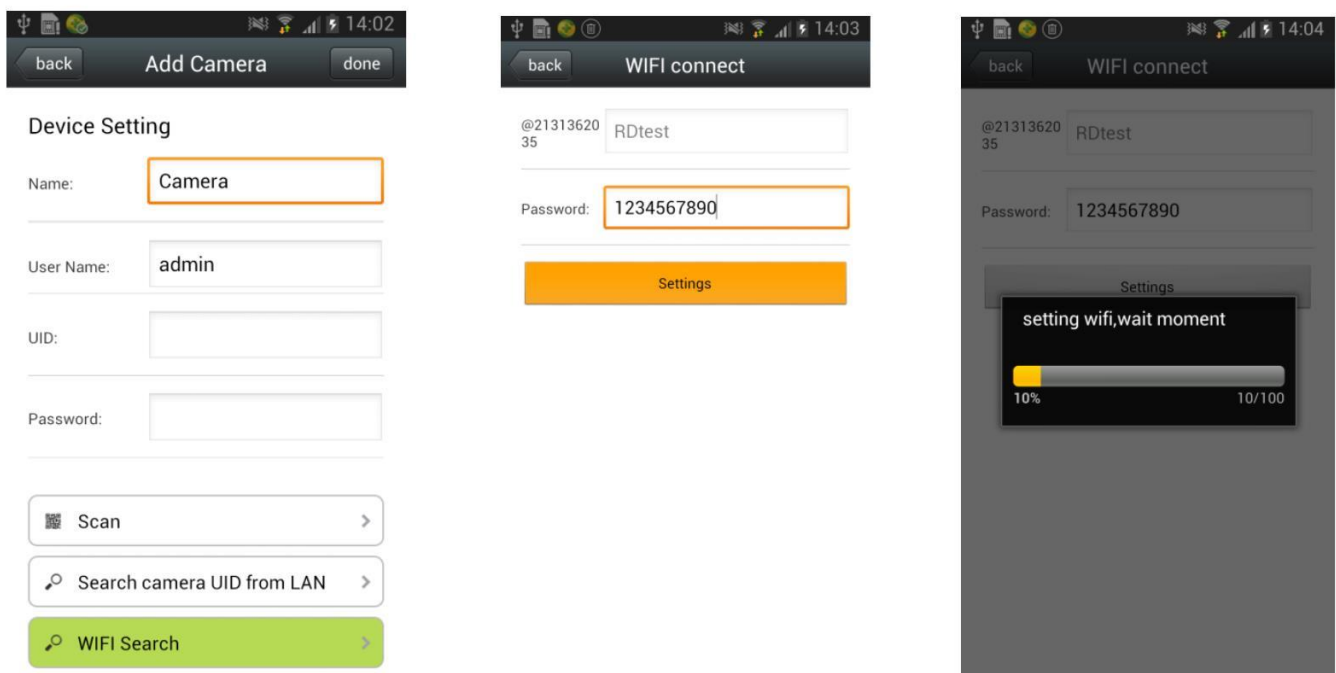 14:02
back Add Camera done
Device Setting
Name: Camera
User Name: admin
UID:
Password:
Scan
Search camera UID from LAN
WIFI Search
14:03
back WIFI connect
@21313620
35
RDtest
Password: 1234567890
Settings
14:04
back WIFI connect
@21313620
35
RDtest
Password: 1234567890
Settings
setting wifi,wait moment
10% 10/100